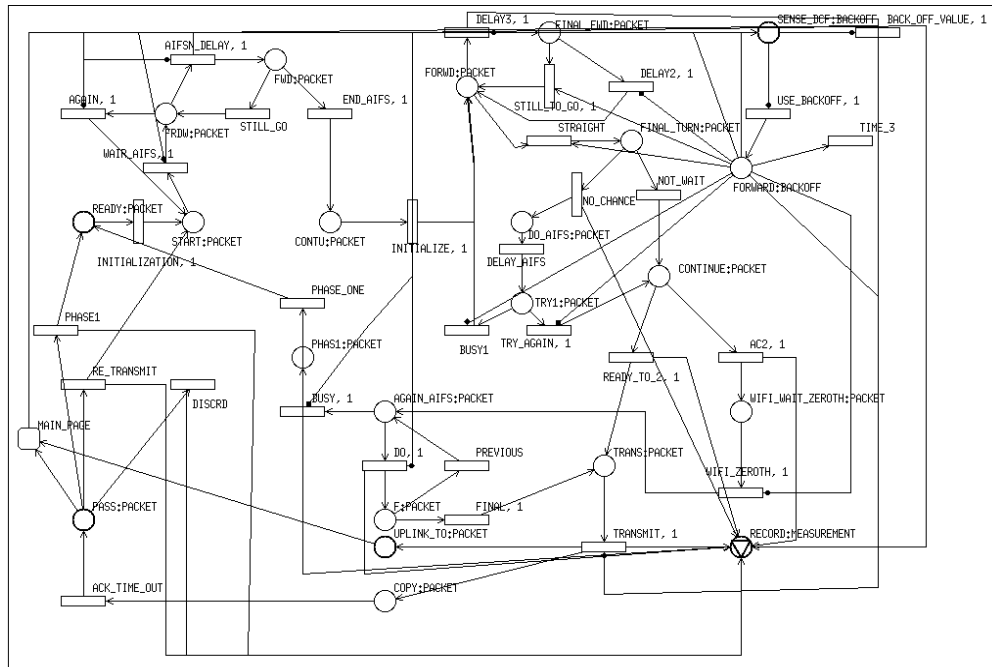 DELAY3, 1
FINAL_FWD:PACKET
SENSE_DCF:BACKOFF
BACK_OFF_VALUE, 1
AIFSN_DELAY, 1
FWD:PACKET
FORWD:PACKET
DELAY2, 1
AGAIN, 1
END_AIFS, 1
STILL_TO_GO, 1
USE_BACKOFF, 1
FRDW:PACKET
STILL_GO
STRAIGHT
FINAL_TURN:PACKET
TIME_3
WAIR_AIFS, 1
NOT_WAIT
FORWARD:BACKOFF
NO_CHANCE
READY:PACKET
START:PACKET
CONTU:PACKET
DO_AIFS:PACKET
INITIALIZE, 1
DELAY_AIFS
INITIALIZATION, 1
CONTINUE:PACKET
PHASE_ONE
TRY1:PACKET
PHASE1
BUSY1
TRY_AGAIN, 1
AC2, 1
PHAS1:PACKET
RE_TRANSMIT
READY_TO_2, 1
DISCRD
BUSY, 1
AGAIN_AIFS:PACKET
WIFI_WAIT_ZEROTH:PACKET
MAIN_PAGE
DO, 1
PREVIOUS
TRANS:PACKET
WIFI_ZEROTH, 1
PASS:PACKET
F:PACKET
FINAL, 1
UPLINK_TO:PACKET
TRANSMIT, 1
RECORD:MEASUREMENT
ACK_TIME_OUT
COPY:PACKET